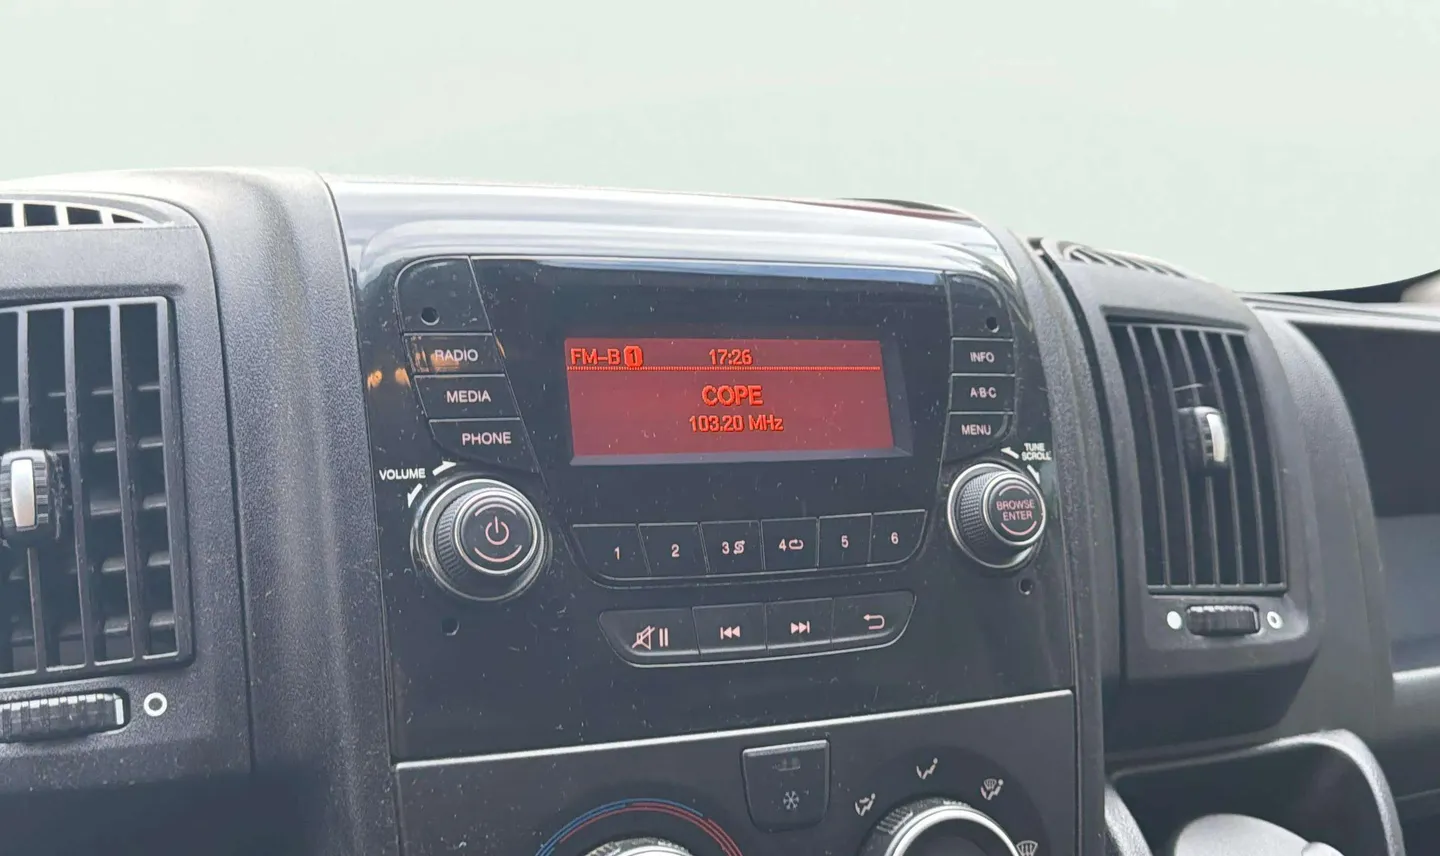 FM-B 1 17:26
COPE
103.20 MHz
RADIO
MEDIA
PHONE
VOLUME
INFO
A·B·C
MENU
TUNE
SCROLL
BROWSE
ENTER
1 2 3 4 5 6